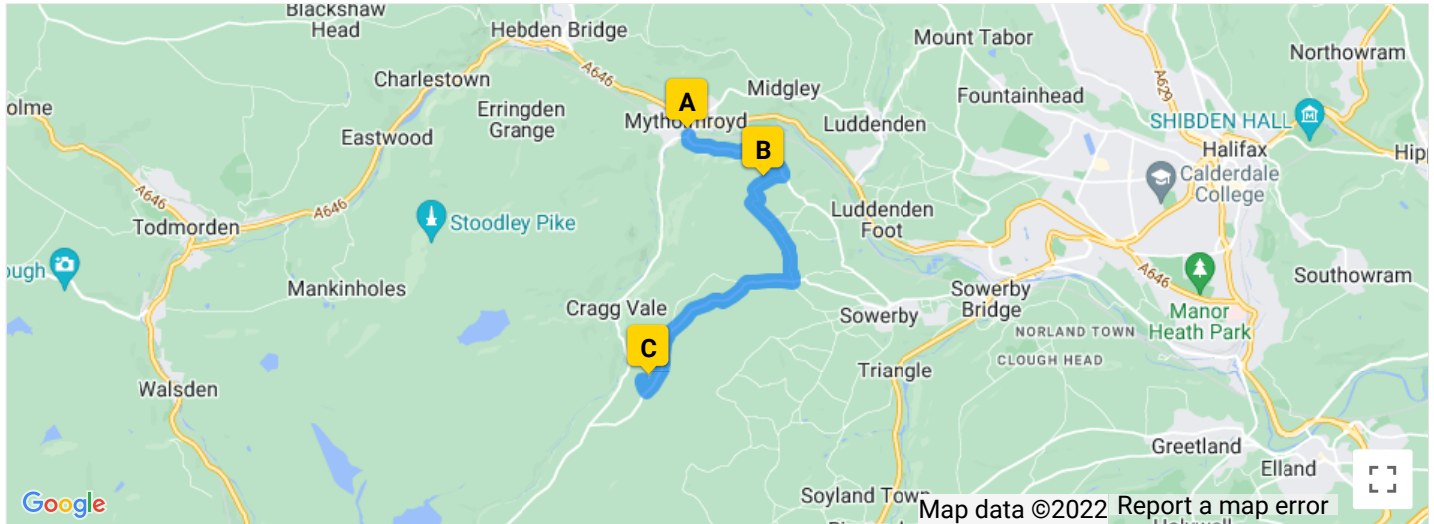 Blackshaw
Head
Hebden Bridge
Mount Tabor
Northowram
A646
A629
Charlestown
Midgley
Fountainhead
olme
Erringden
Grange
A
Mytholmroyd
Luddenden
SHIBDEN HALL
Eastwood
B
Halifax
Hip
Calderdale
College
A646
A646
Todmorden
Stoodley Pike
Luddenden
Foot
ough
A646
Southowram
Mankinholes
Sowerby
Bridge
Cragg Vale
Sowerby
Manor
Heath Park
NORLAND TOWN
C
CLOUGH HEAD
Walsden
Triangle
Greetland
Elland
Google
Soyland Town
Map data ©2022
Report a map error